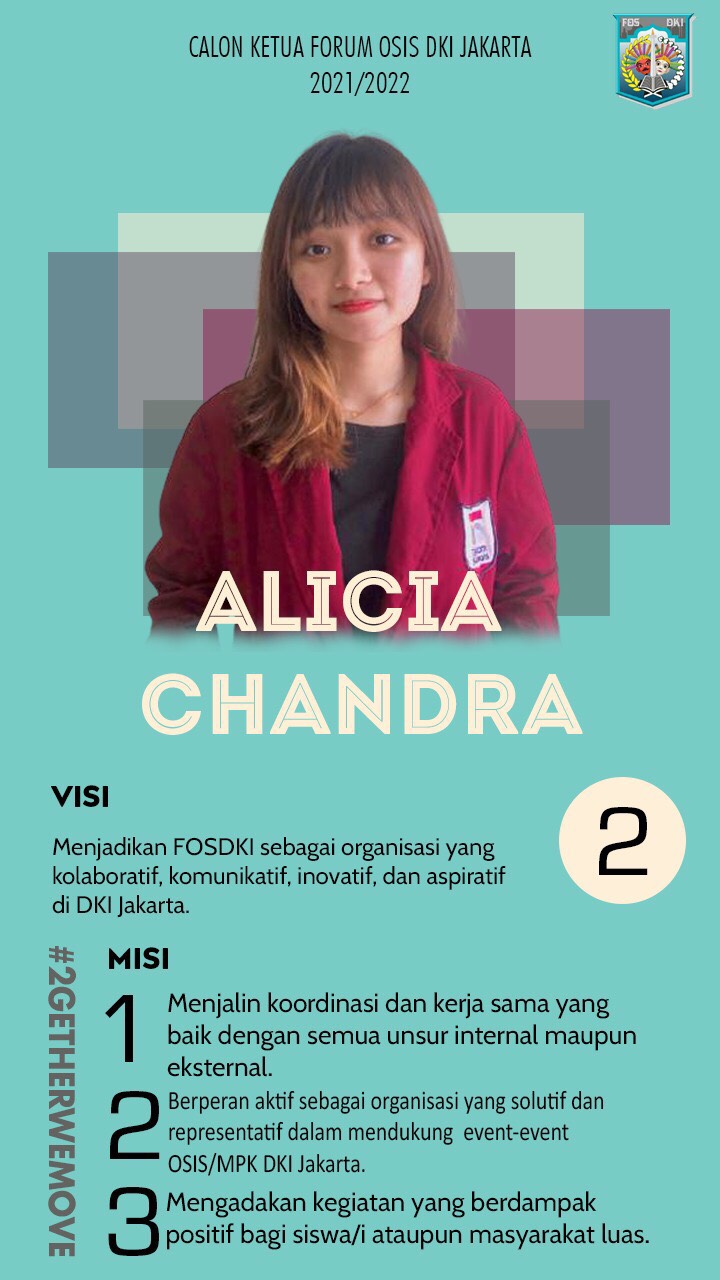 CALON KETUA FORUM OSIS DKI JAKARTA
2021/2022
FOS DKI
ALICIA
CHANDRA
VISI
Menjadikan FOSDKI sebagai organisasi yang
kolaboratif, komunikatif, inovatif, dan aspiratif
di DKI Jakarta.
2
#2GETHERWEMOVE
MISI
1
Menjalin koordinasi dan kerja sama yang
baik dengan semua unsur internal maupun
eksternal.
2
Berperan aktif sebagai organisasi yang solutif dan
representatif dalam mendukung event-event
OSIS/MPK DKI Jakarta.
3
Mengadakan kegiatan yang berdampak
positif bagi siswa/i ataupun masyarakat luas.